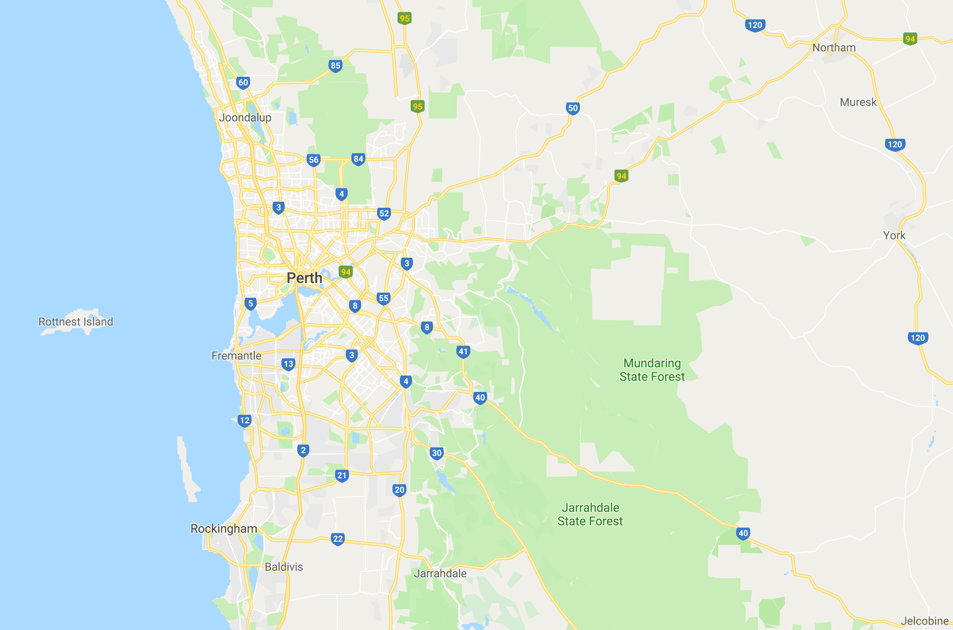 95
120
94
Northam
85
60
95
50
Muresk
Joondalup
120
56
84
94
4
3
52
York
3
Perth
94
5
8
55
Rottnest Island
8
120
Fremantle
3
41
13
Mundaring
State Forest
4
40
12
2
30
21
20
Jarrahdale
State Forest
Rockingham
22
40
Baldivis
Jarrahdale
Jelcobine